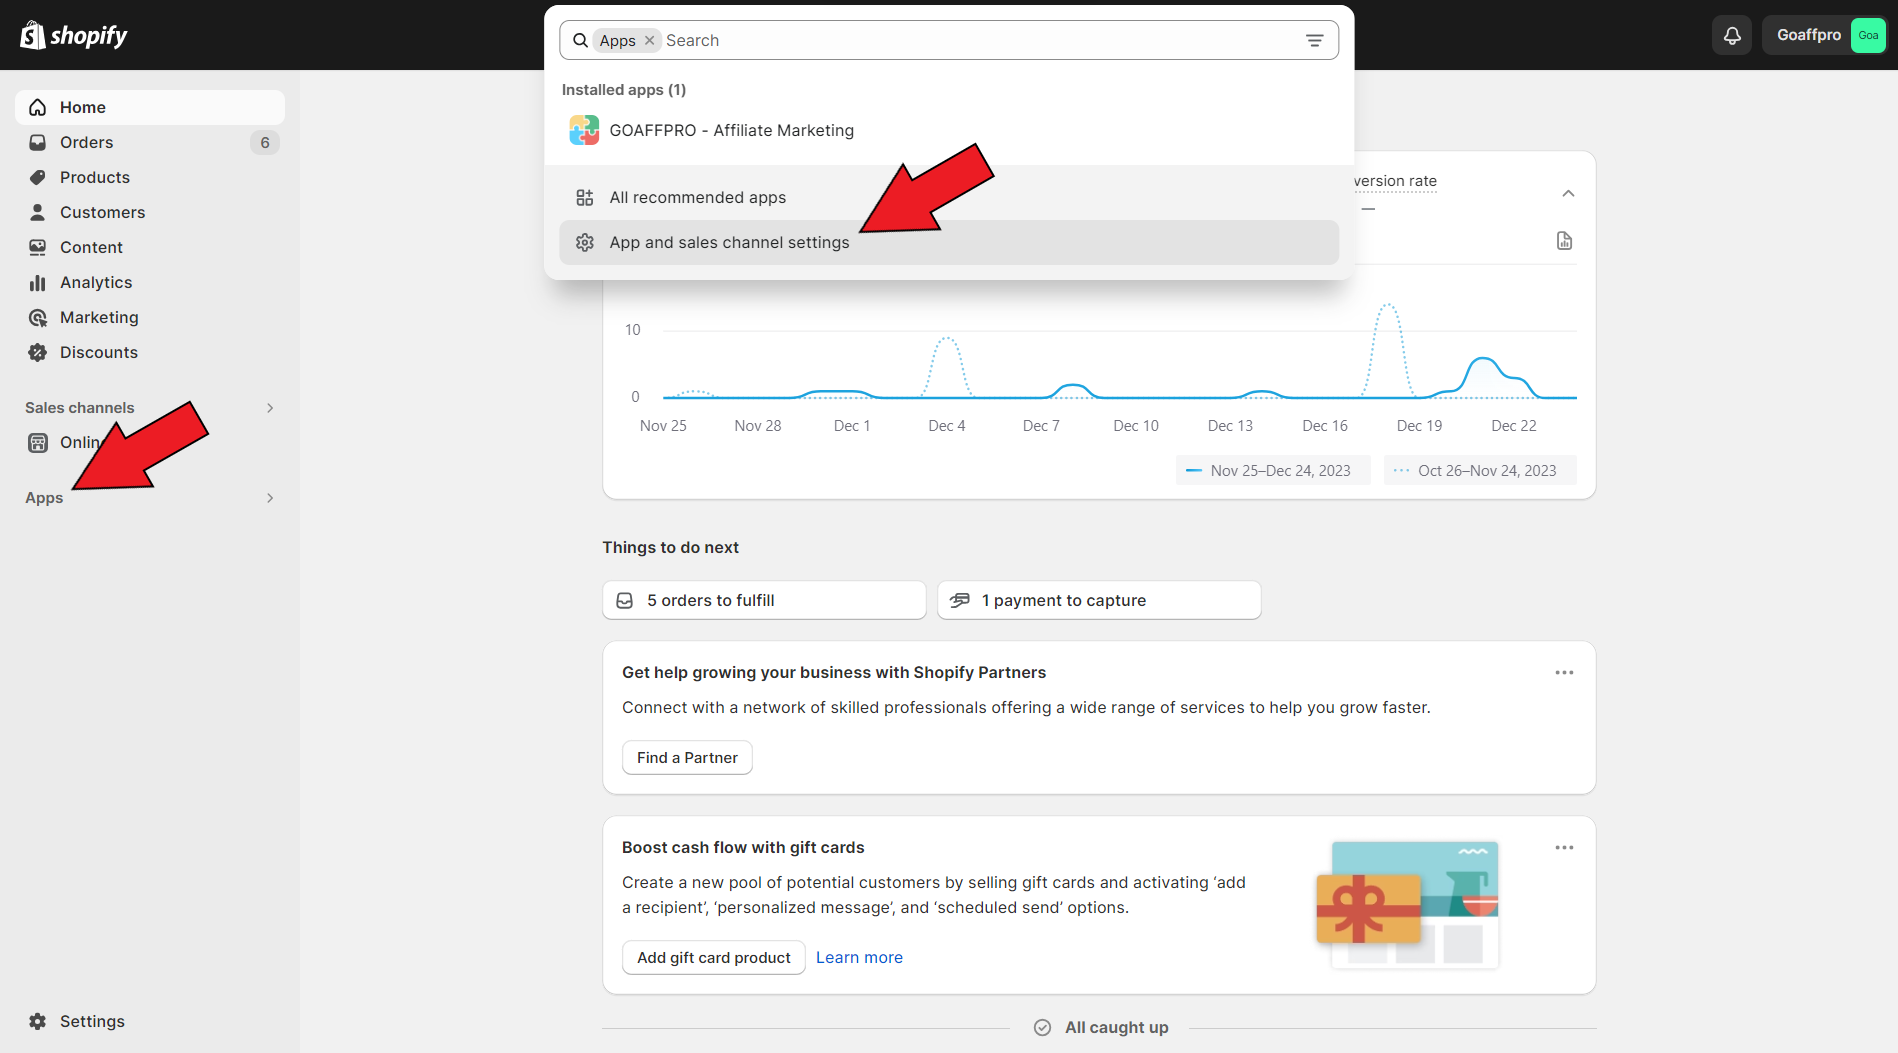 shopify
Apps
Search
Goaffpro
Goa
Installed apps (1)
GOAFFPRO - Affiliate Marketing
All recommended apps
App and sales channel settings
Home
Orders
6
Products
Customers
Content
Analytics
Marketing
Discounts
Sales channels
Onlin
Apps
Settings
version rate
—
10
0
Nov 25
Nov 28
Dec 1
Dec 4
Dec 7
Dec 10
Dec 13
Dec 16
Dec 19
Dec 22
Nov 25–Dec 24, 2023
Oct 26–Nov 24, 2023
Things to do next
5 orders to fulfill
1 payment to capture
Get help growing your business with Shopify Partners
Connect with a network of skilled professionals offering a wide range of services to help you grow faster.
Find a Partner
Boost cash flow with gift cards
Create a new pool of potential customers by selling gift cards and activating ‘add
a recipient’, ‘personalized message’, and ‘scheduled send’ options.
Add gift card product
Learn more
All caught up